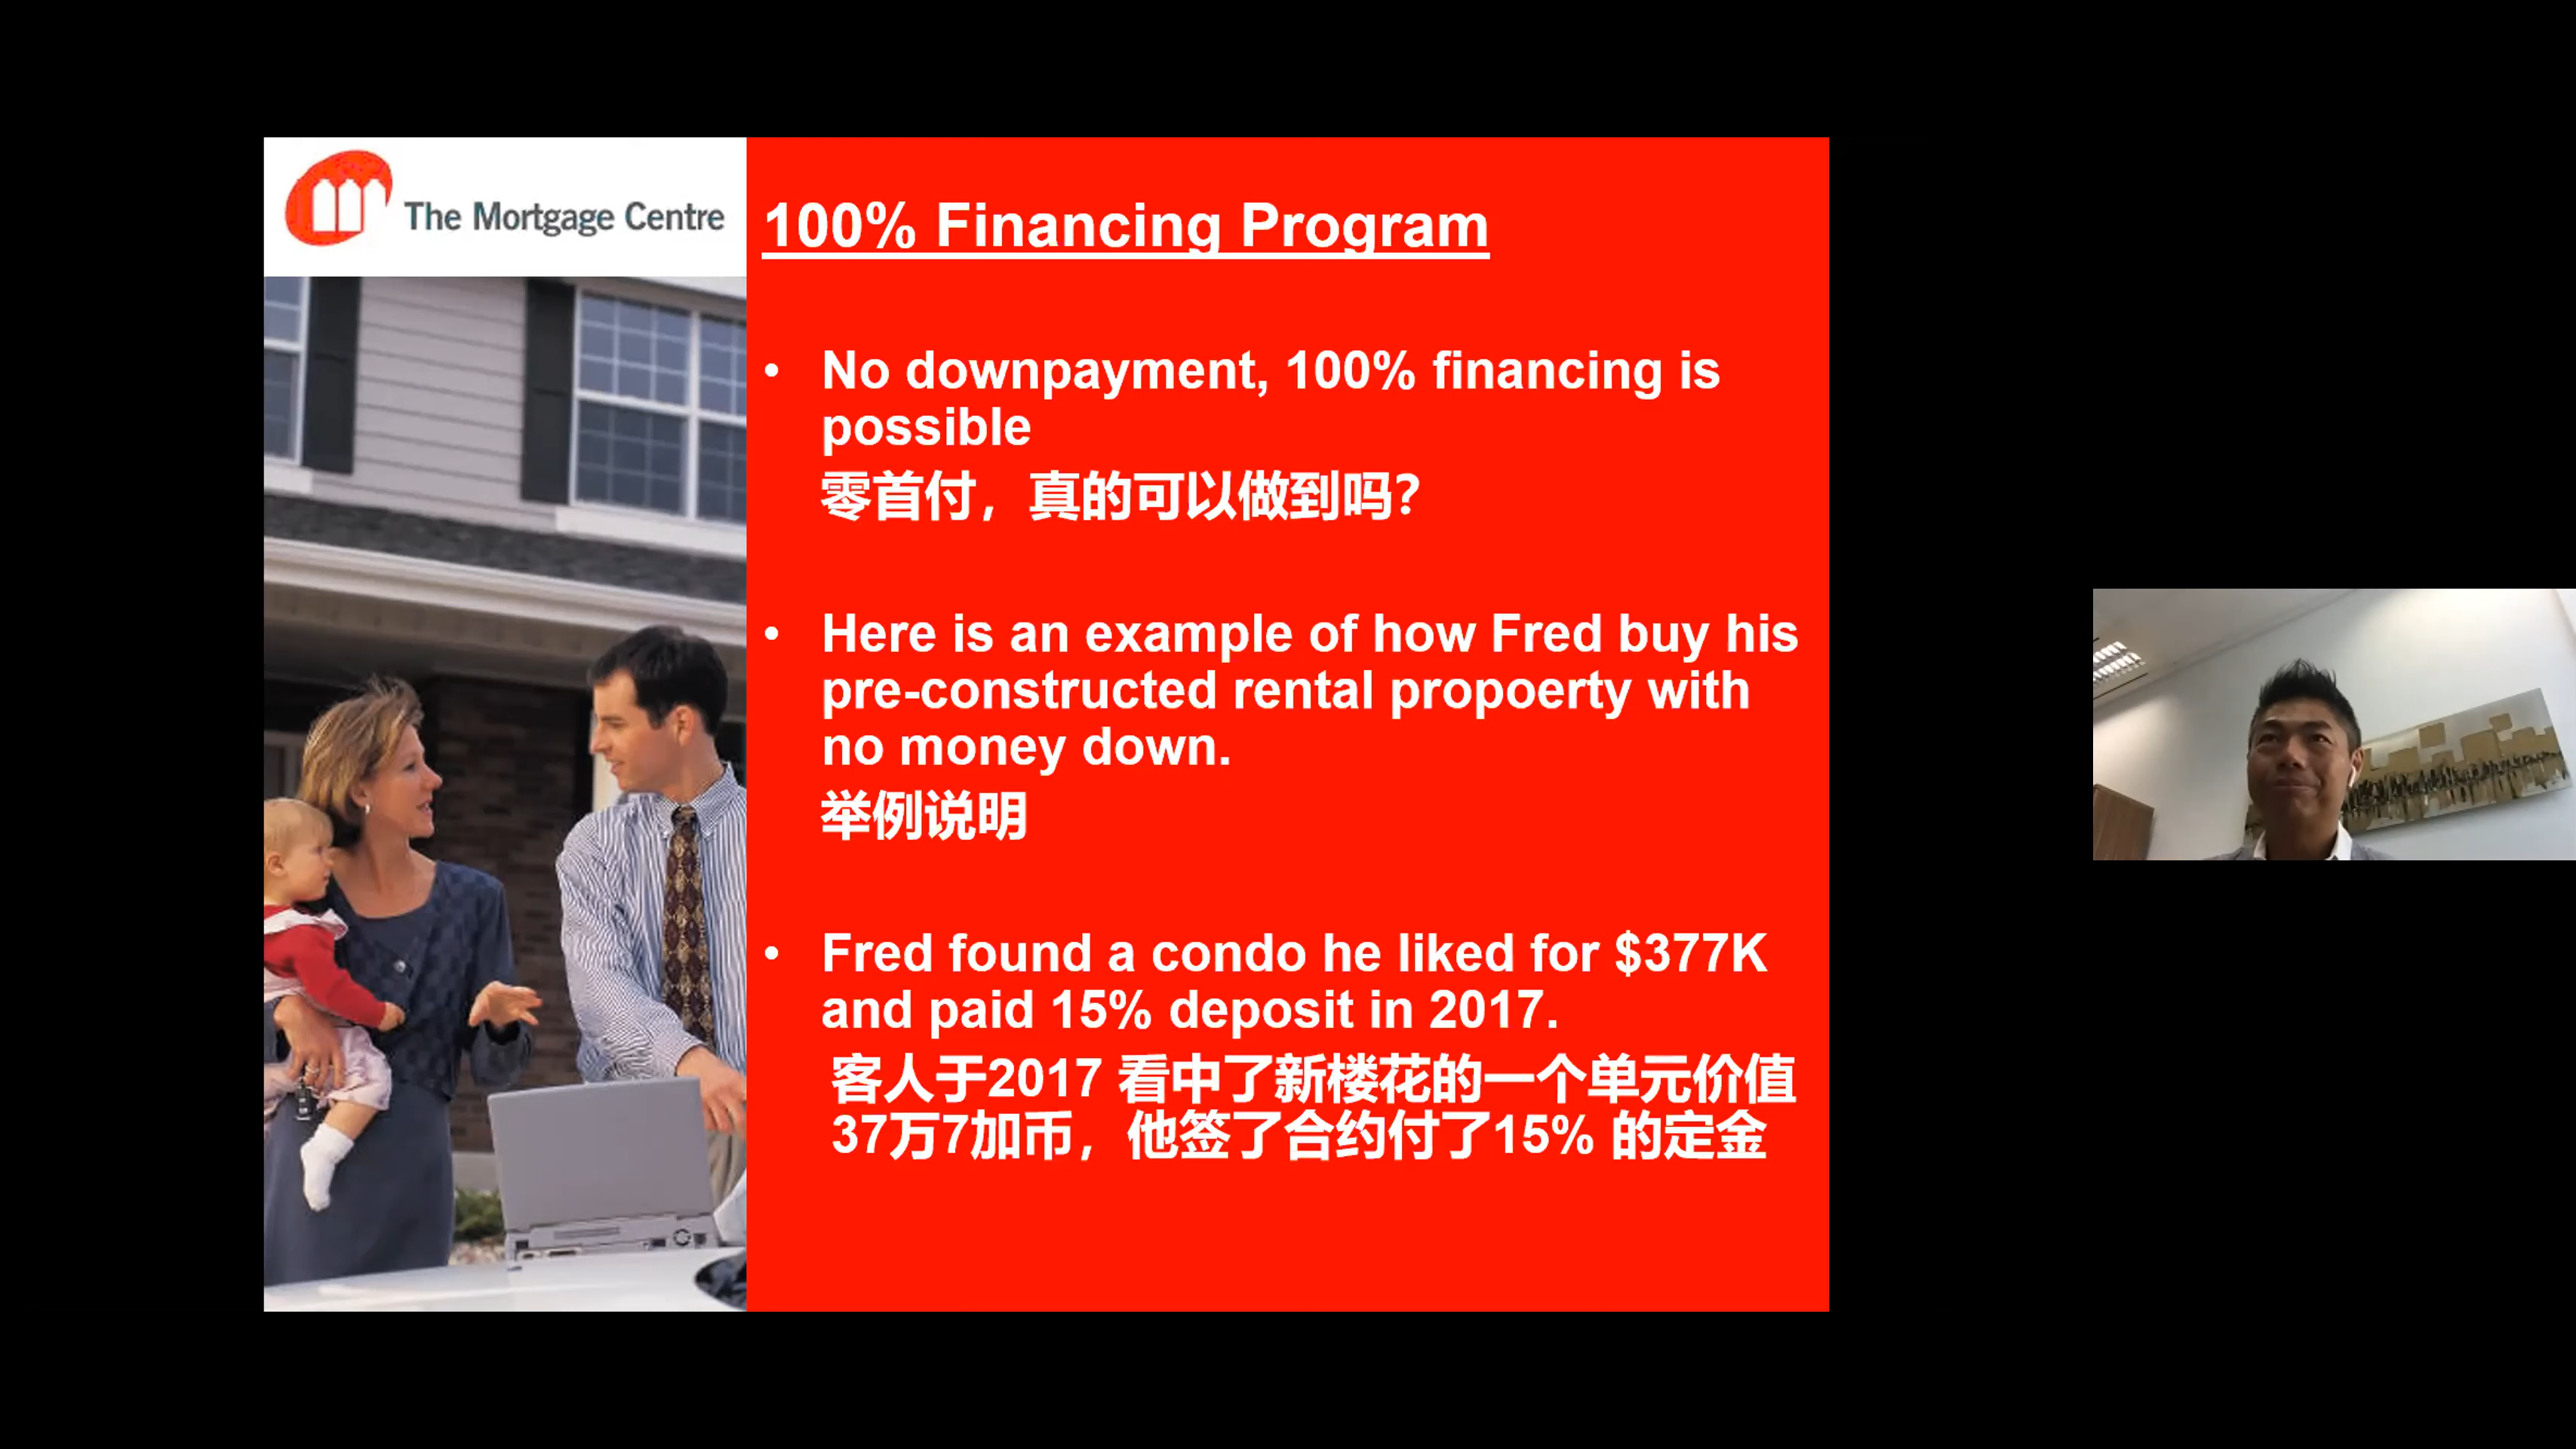 The Mortgage Centre
100% Financing Program
• No downpayment, 100% financing is
possible
零首付，真的可以做到吗？
• Here is an example of how Fred buy his
pre-constructed rental propoerty with
no money down.
举例说明
• Fred found a condo he liked for $377K
and paid 15% deposit in 2017.
客人于2017 看中了新楼花的一个单元价值
37万7加币，他签了合约付了15% 的定金